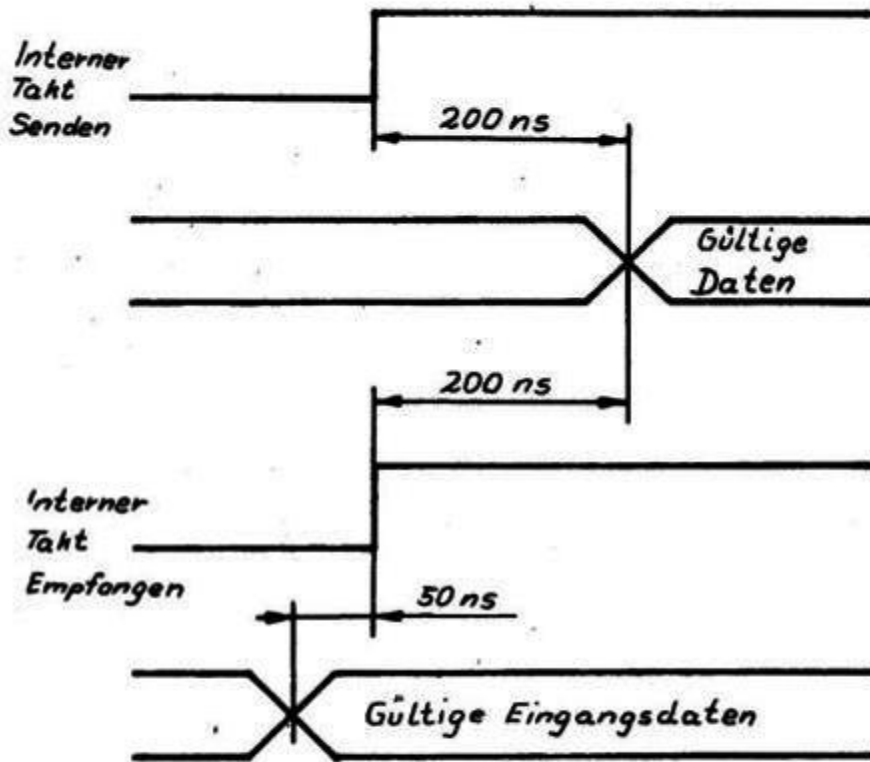 Interner
Takt
Senden
200 ns
Gültige
Daten
200 ns
Interner
Takt
Empfangen
50 ns
Gültige Eingangsdaten